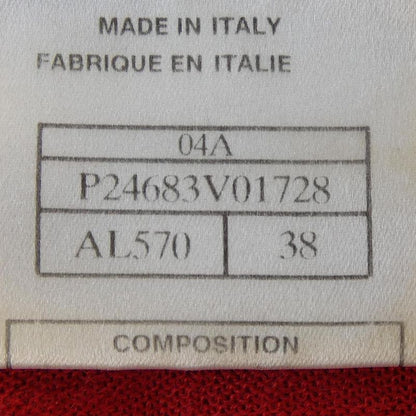 MADE IN ITALY
FABRIQUE EN ITALIE
04A
P24683V01728
AL570 38
COMPOSITION